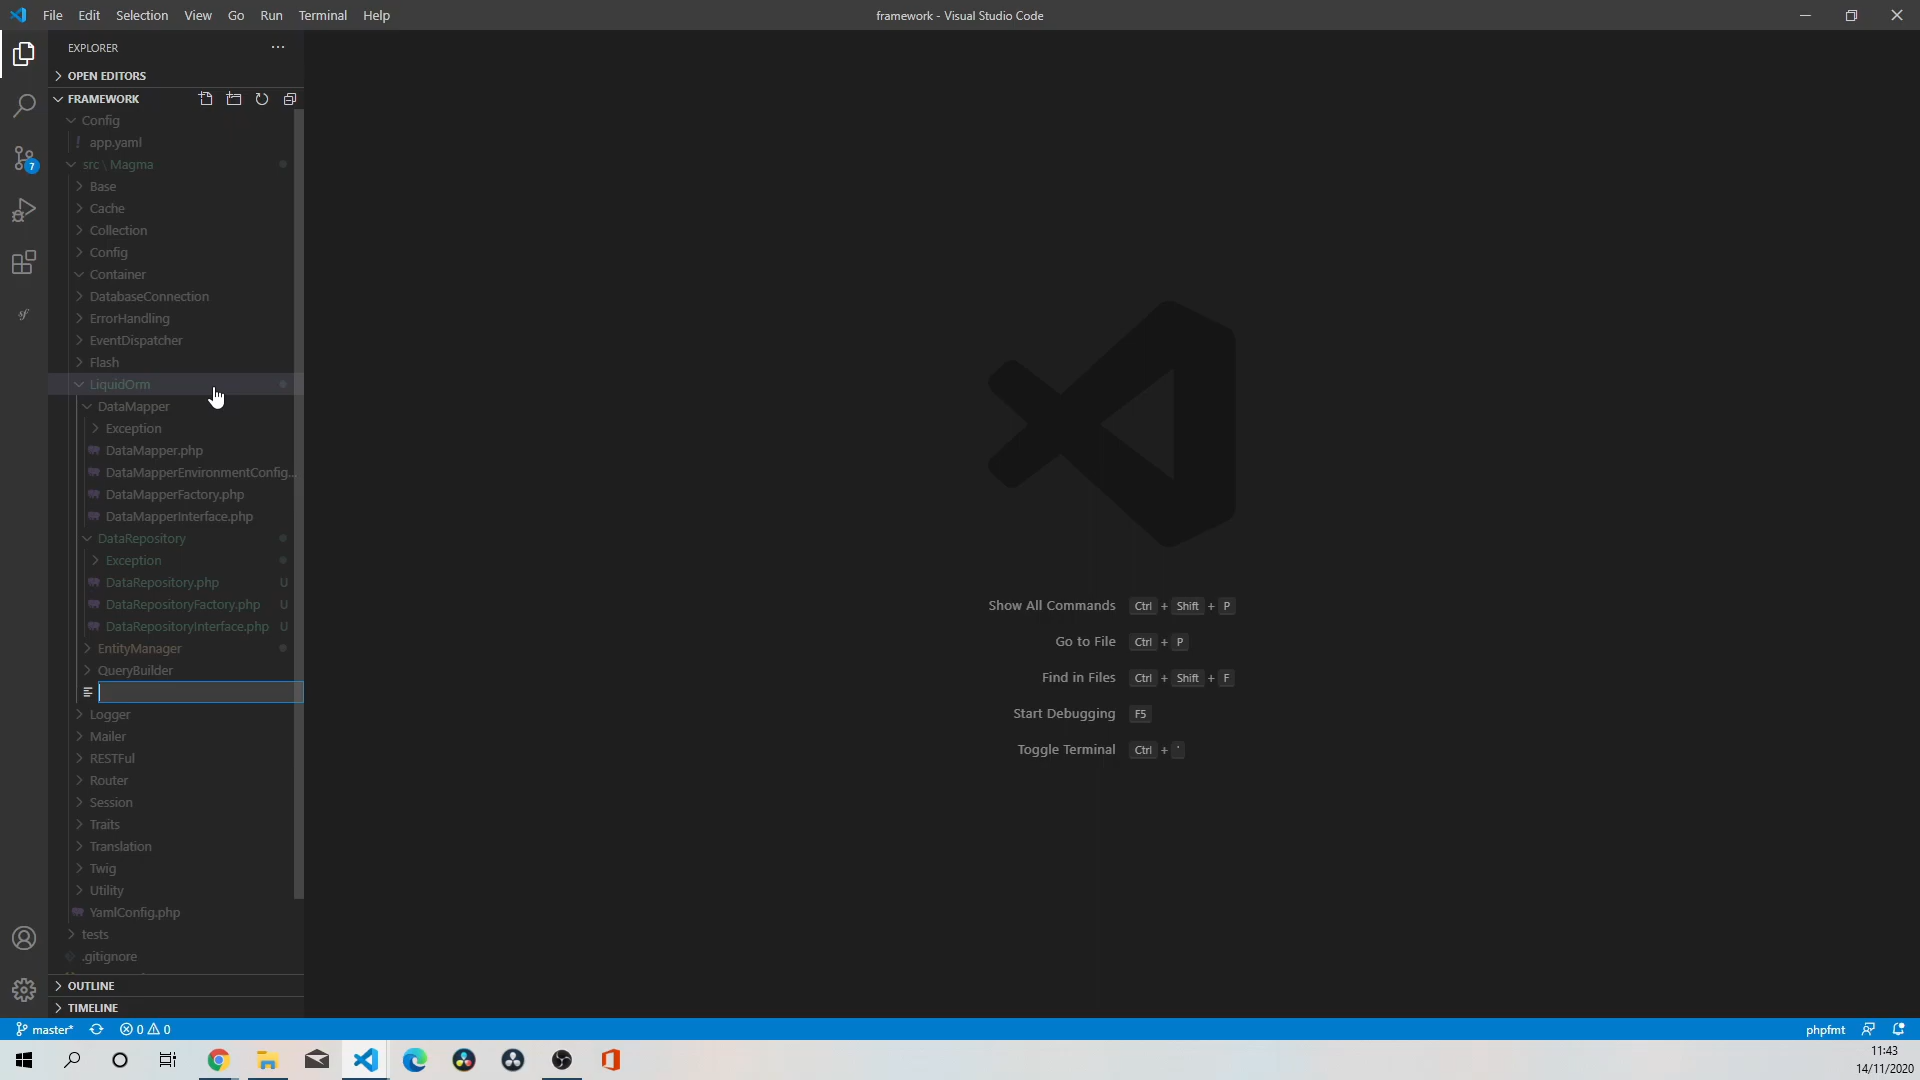 File Edit Selection View Go Run Terminal Help
framework - Visual Studio Code
EXPLORER
OPEN EDITORS
FRAMEWORK
Config
! app.yaml
src \ Magma
Base
Cache
Collection
Config
Container
DatabaseConnection
ErrorHandling
EventDispatcher
Flash
LiquidOrm
DataMapper
Exception
DataMapper.php
DataMapperEnvironmentConfig...
DataMapperFactory.php
DataMapperInterface.php
DataRepository
Exception
DataRepository.php U
DataRepositoryFactory.php U
DataRepositoryInterface.php U
EntityManager
QueryBuilder
Logger
Mailer
RESTFul
Router
Session
Traits
Translation
Twig
Utility
YamlConfig.php
tests
.gitignore
OUTLINE
TIMELINE
7
Show All Commands Ctrl + Shift + P
Go to File Ctrl + P
Find in Files Ctrl + Shift + F
Start Debugging F5
Toggle Terminal Ctrl + `
master* 0 0
phpfmt
11:43
14/11/2020